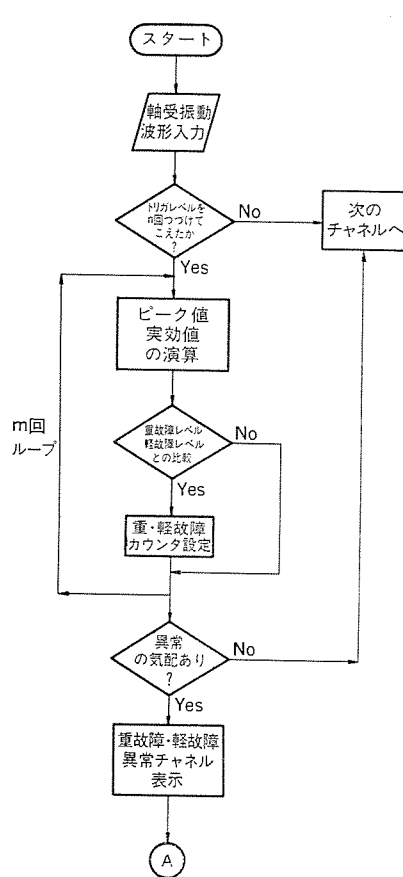 スタート
軸受振動
波形入力
トリガレベルを
n回つづけて
こえたか
?
No
次の
チャネルへ
Yes
ピーク値
実効値
の演算
m回
ループ
重故障レベル
軽故障レベル
との比較
No
Yes
重・軽故障
カウンタ設定
異常
の気配あり
?
No
Yes
重故障・軽故障
異常チャネル
表示
A